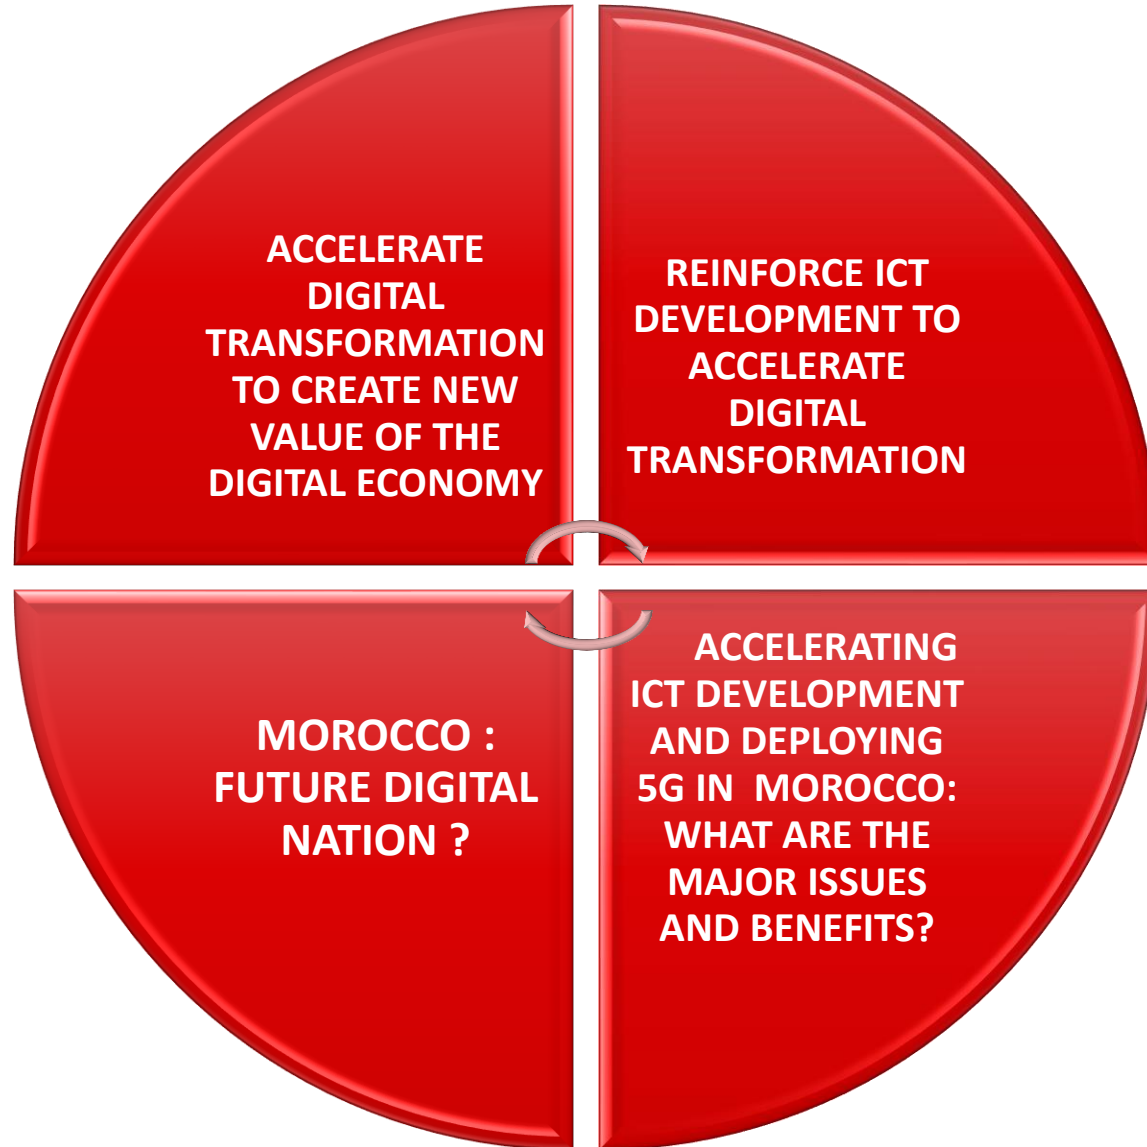 ACCELERATE
DIGITAL
TRANSFORMATION
TO CREATE NEW
VALUE OF THE
DIGITAL ECONOMY
REINFORCE ICT
DEVELOPMENT TO
ACCELERATE
DIGITAL
TRANSFORMATION
ACCELERATING
ICT DEVELOPMENT
AND DEPLOYING
5G IN MOROCCO:
WHAT ARE THE
MAJOR ISSUES
AND BENEFITS?
MOROCCO :
FUTURE DIGITAL
NATION ?